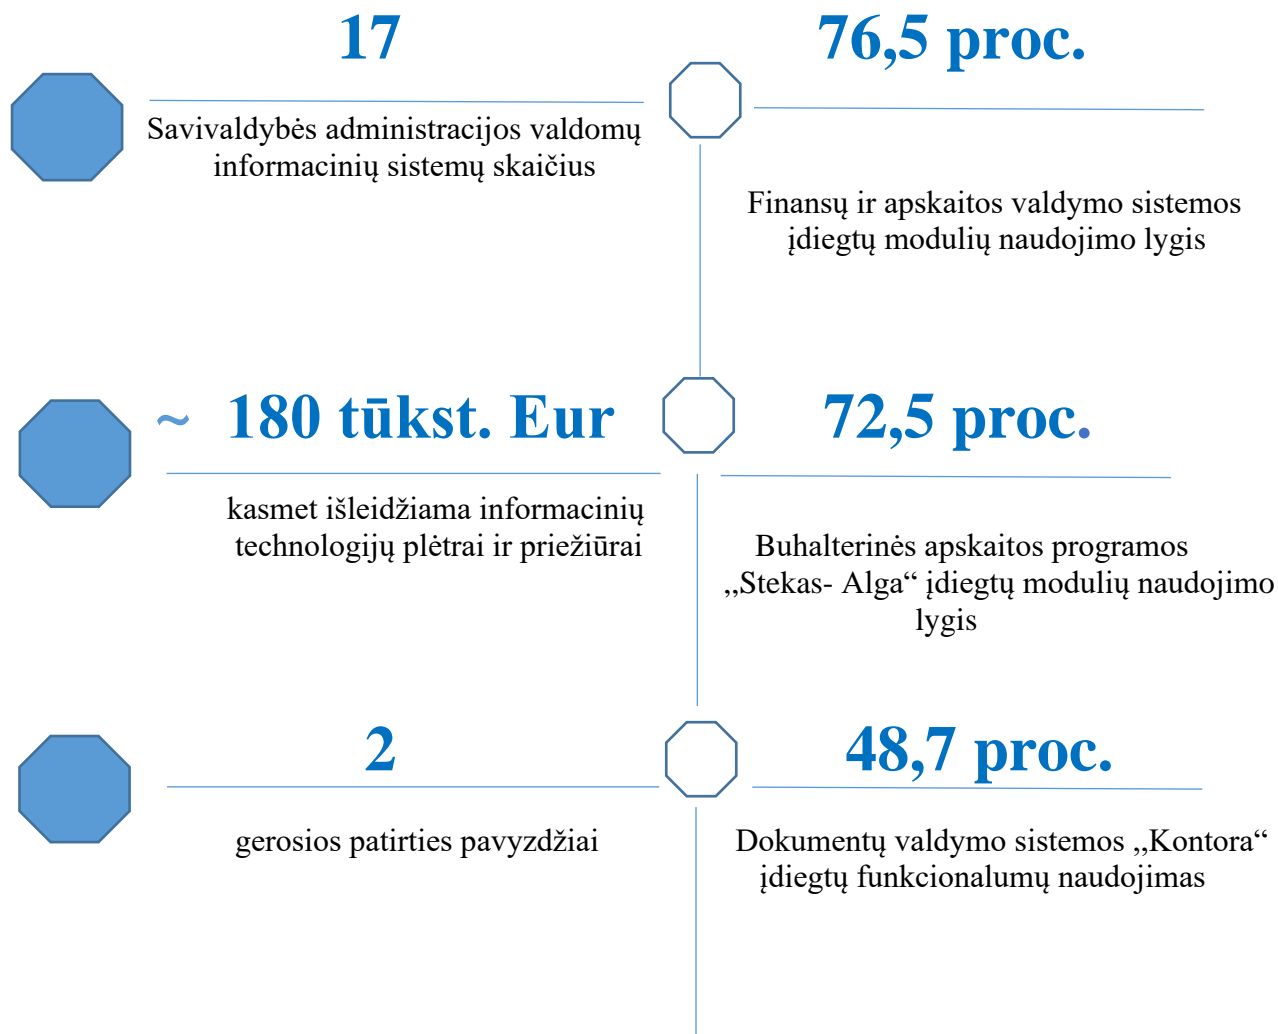 17
Savivaldybės administracijos valdomų
informacinių sistemų skaičius
76,5 proc.
Finansų ir apskaitos valdymo sistemos
įdiegtų modulių naudojimo lygis
~ 180 tūkst. Eur
kasmet išleidžiama informacinių
technologijų plėtrai ir priežiūrai
72,5 proc.
Buhalterinės apskaitos programos
„Stekas- Alga“ įdiegtų modulių naudojimo
lygis
2
gerosios patirties pavyzdžiai
48,7 proc.
Dokumentų valdymo sistemos „Kontora“
įdiegtų funkcionalumų naudojimas